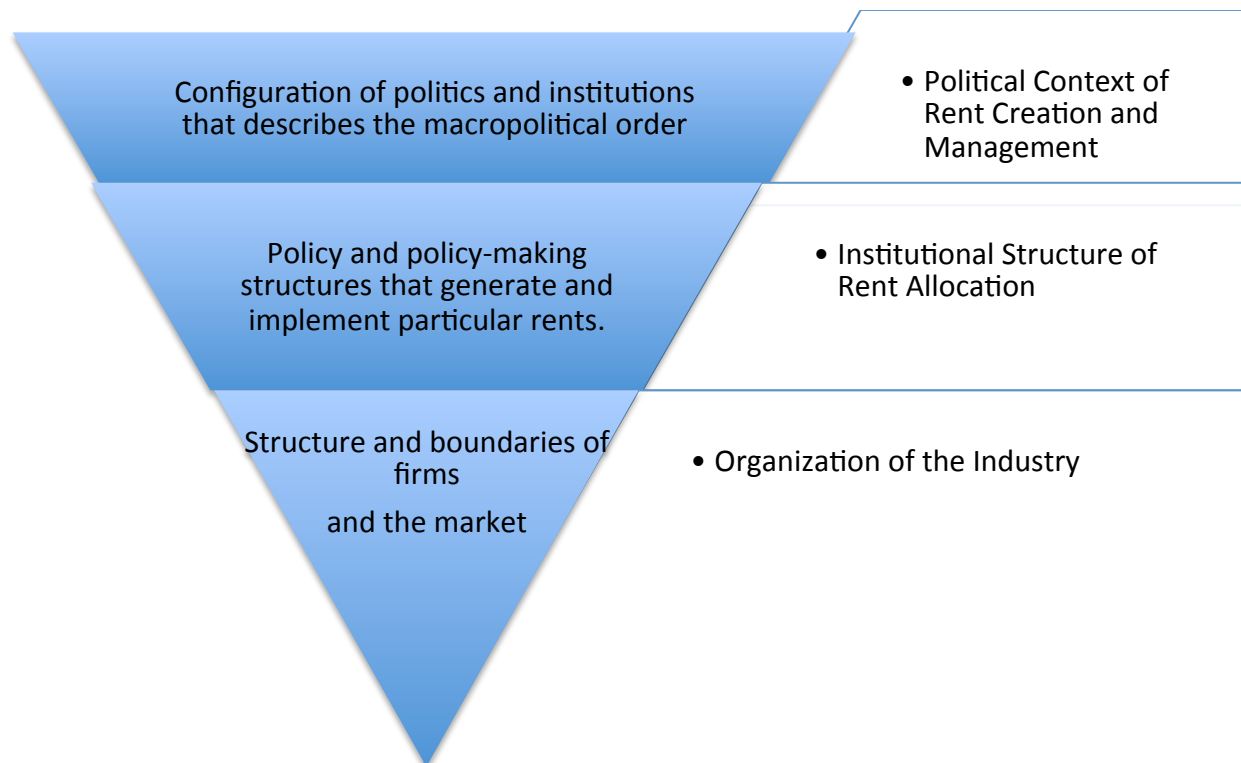 Configuration of politics and institutions
that describes the macropolitical order
• Political Context of
Rent Creation and
Management
Policy and policy-making
structures that generate and
implement particular rents.
• Institutional Structure of
Rent Allocation
Structure and boundaries of
firms
and the market
• Organization of the Industry